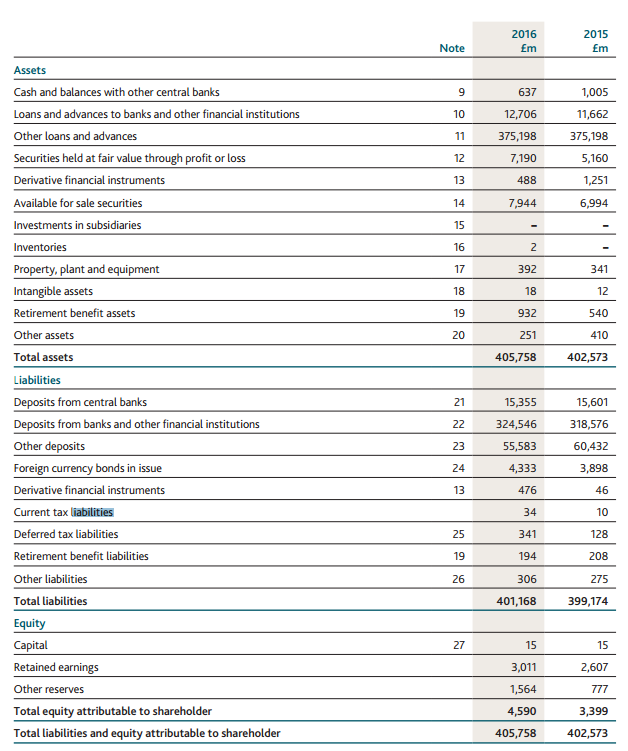 2016 2015
Note £m £m
Assets
Cash and balances with other central banks 9 637 1,005
Loans and advances to banks and other financial institutions 10 12,706 11,662
Other loans and advances 11 375,198 375,198
Securities held at fair value through profit or loss 12 7,190 5,160
Derivative financial instruments 13 488 1,251
Available for sale securities 14 7,944 6,994
Investments in subsidiaries 15 – –
Inventories 16 2 –
Property, plant and equipment 17 392 341
Intangible assets 18 18 12
Retirement benefit assets 19 932 540
Other assets 20 251 410
Total assets 405,758 402,573
Liabilities
Deposits from central banks 21 15,355 15,601
Deposits from banks and other financial institutions 22 324,546 318,576
Other deposits 23 55,583 60,432
Foreign currency bonds in issue 24 4,333 3,898
Derivative financial instruments 13 476 46
Current tax liabilities 34 10
Deferred tax liabilities 25 341 128
Retirement benefit liabilities 19 194 208
Other liabilities 26 306 275
Total liabilities 401,168 399,174
Equity
Capital 27 15 15
Retained earnings 3,011 2,607
Other reserves 1,564 777
Total equity attributable to shareholder 4,590 3,399
Total liabilities and equity attributable to shareholder 405,758 402,573